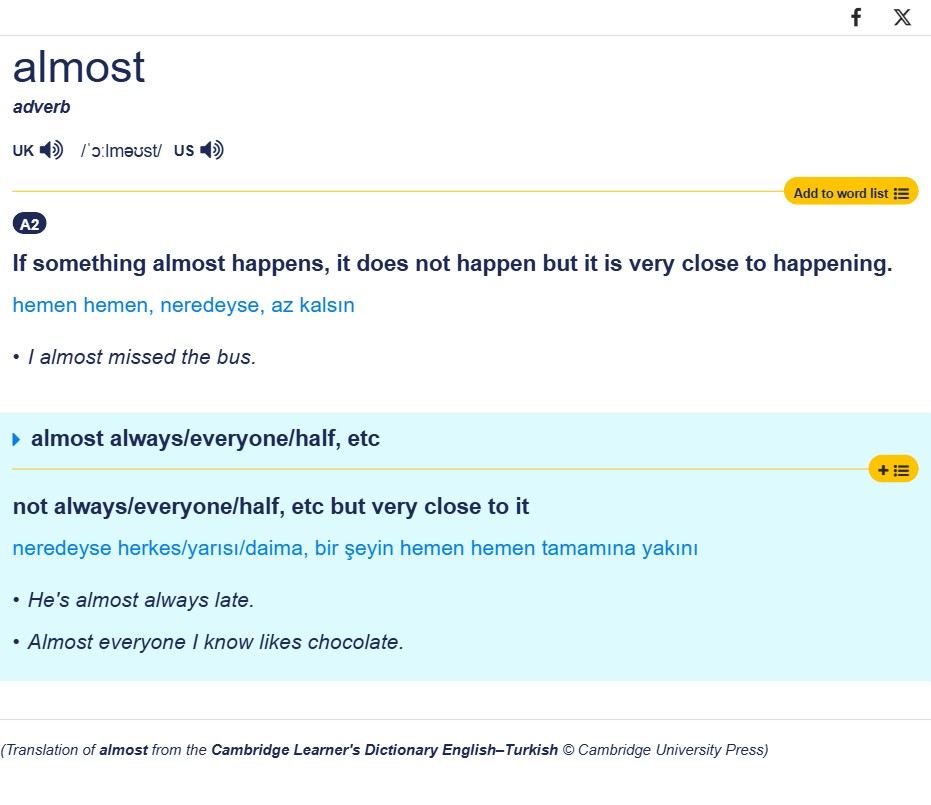 almost
adverb
UK /ˈɔːlməʊst/ US
Add to word list
A2
If something almost happens, it does not happen but it is very close to happening.
hemen hemen, neredeyse, az kalsın
• I almost missed the bus.
almost always/everyone/half, etc
+
not always/everyone/half, etc but very close to it
neredeyse herkes/yarısı/daima, bir şeyin hemen hemen tamamına yakını
• He's almost always late.
• Almost everyone I know likes chocolate.
(Translation of almost from the Cambridge Learner's Dictionary English–Turkish © Cambridge University Press)